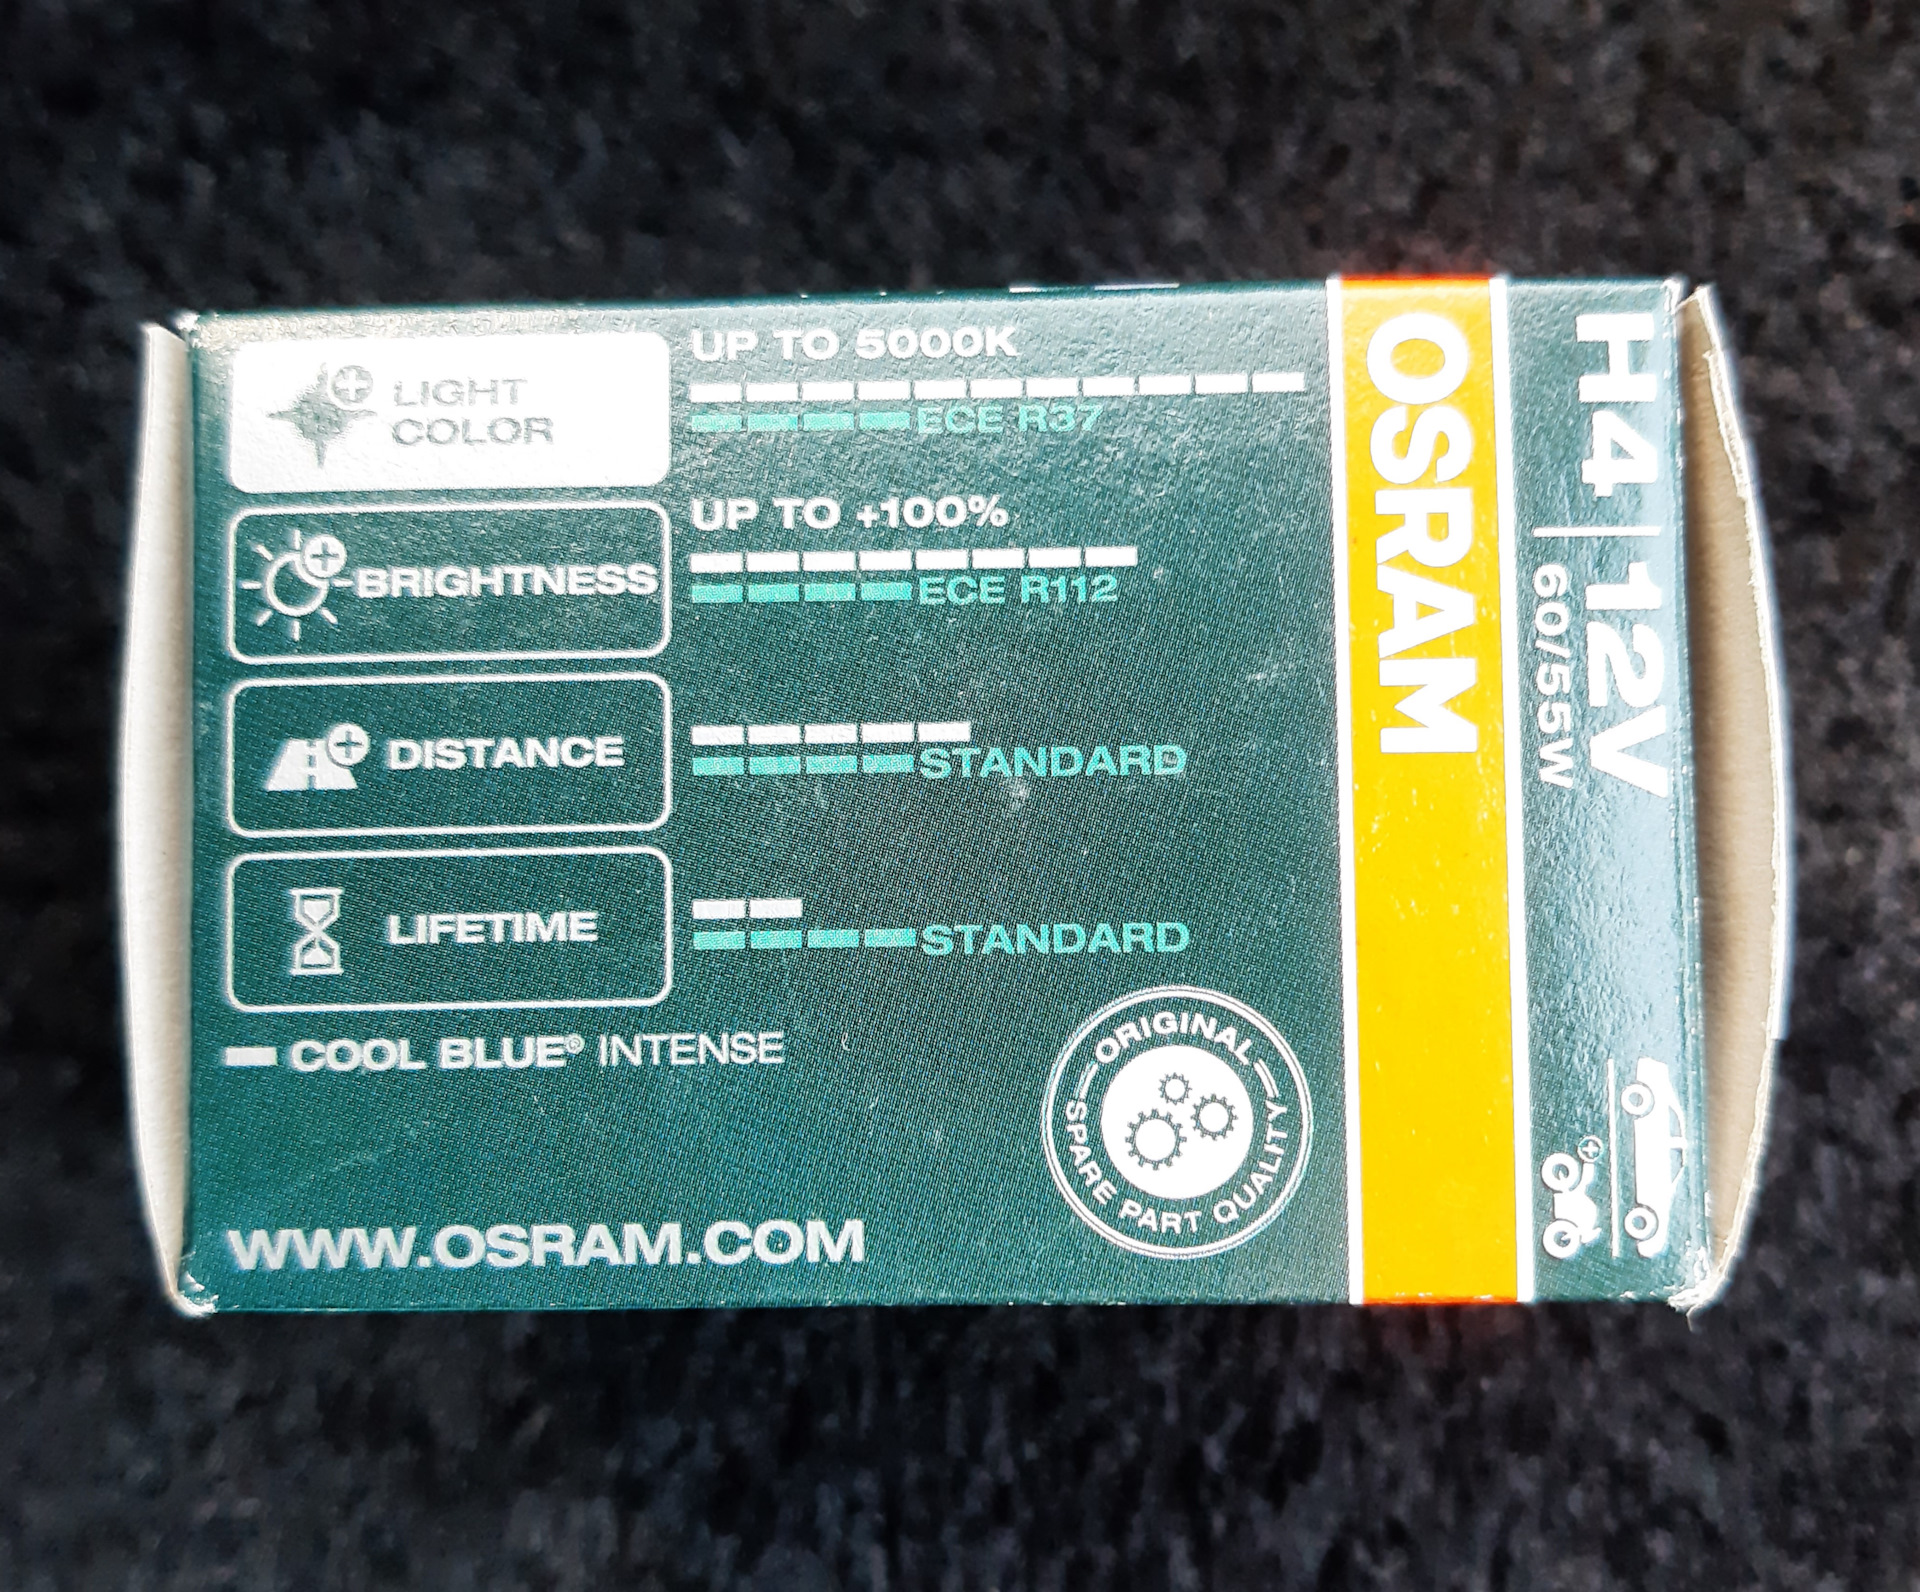 LIGHT
COLOR
UP TO 5000K
ECE R37
BRIGHTNESS
UP TO +100%
ECE R112
DISTANCE
STANDARD
LIFETIME
STANDARD
COOL BLUE® INTENSE
WWW.OSRAM.COM
ORIGINAL
SPARE PART QUALITY
OSRAM
H4 | 12V
60/55W